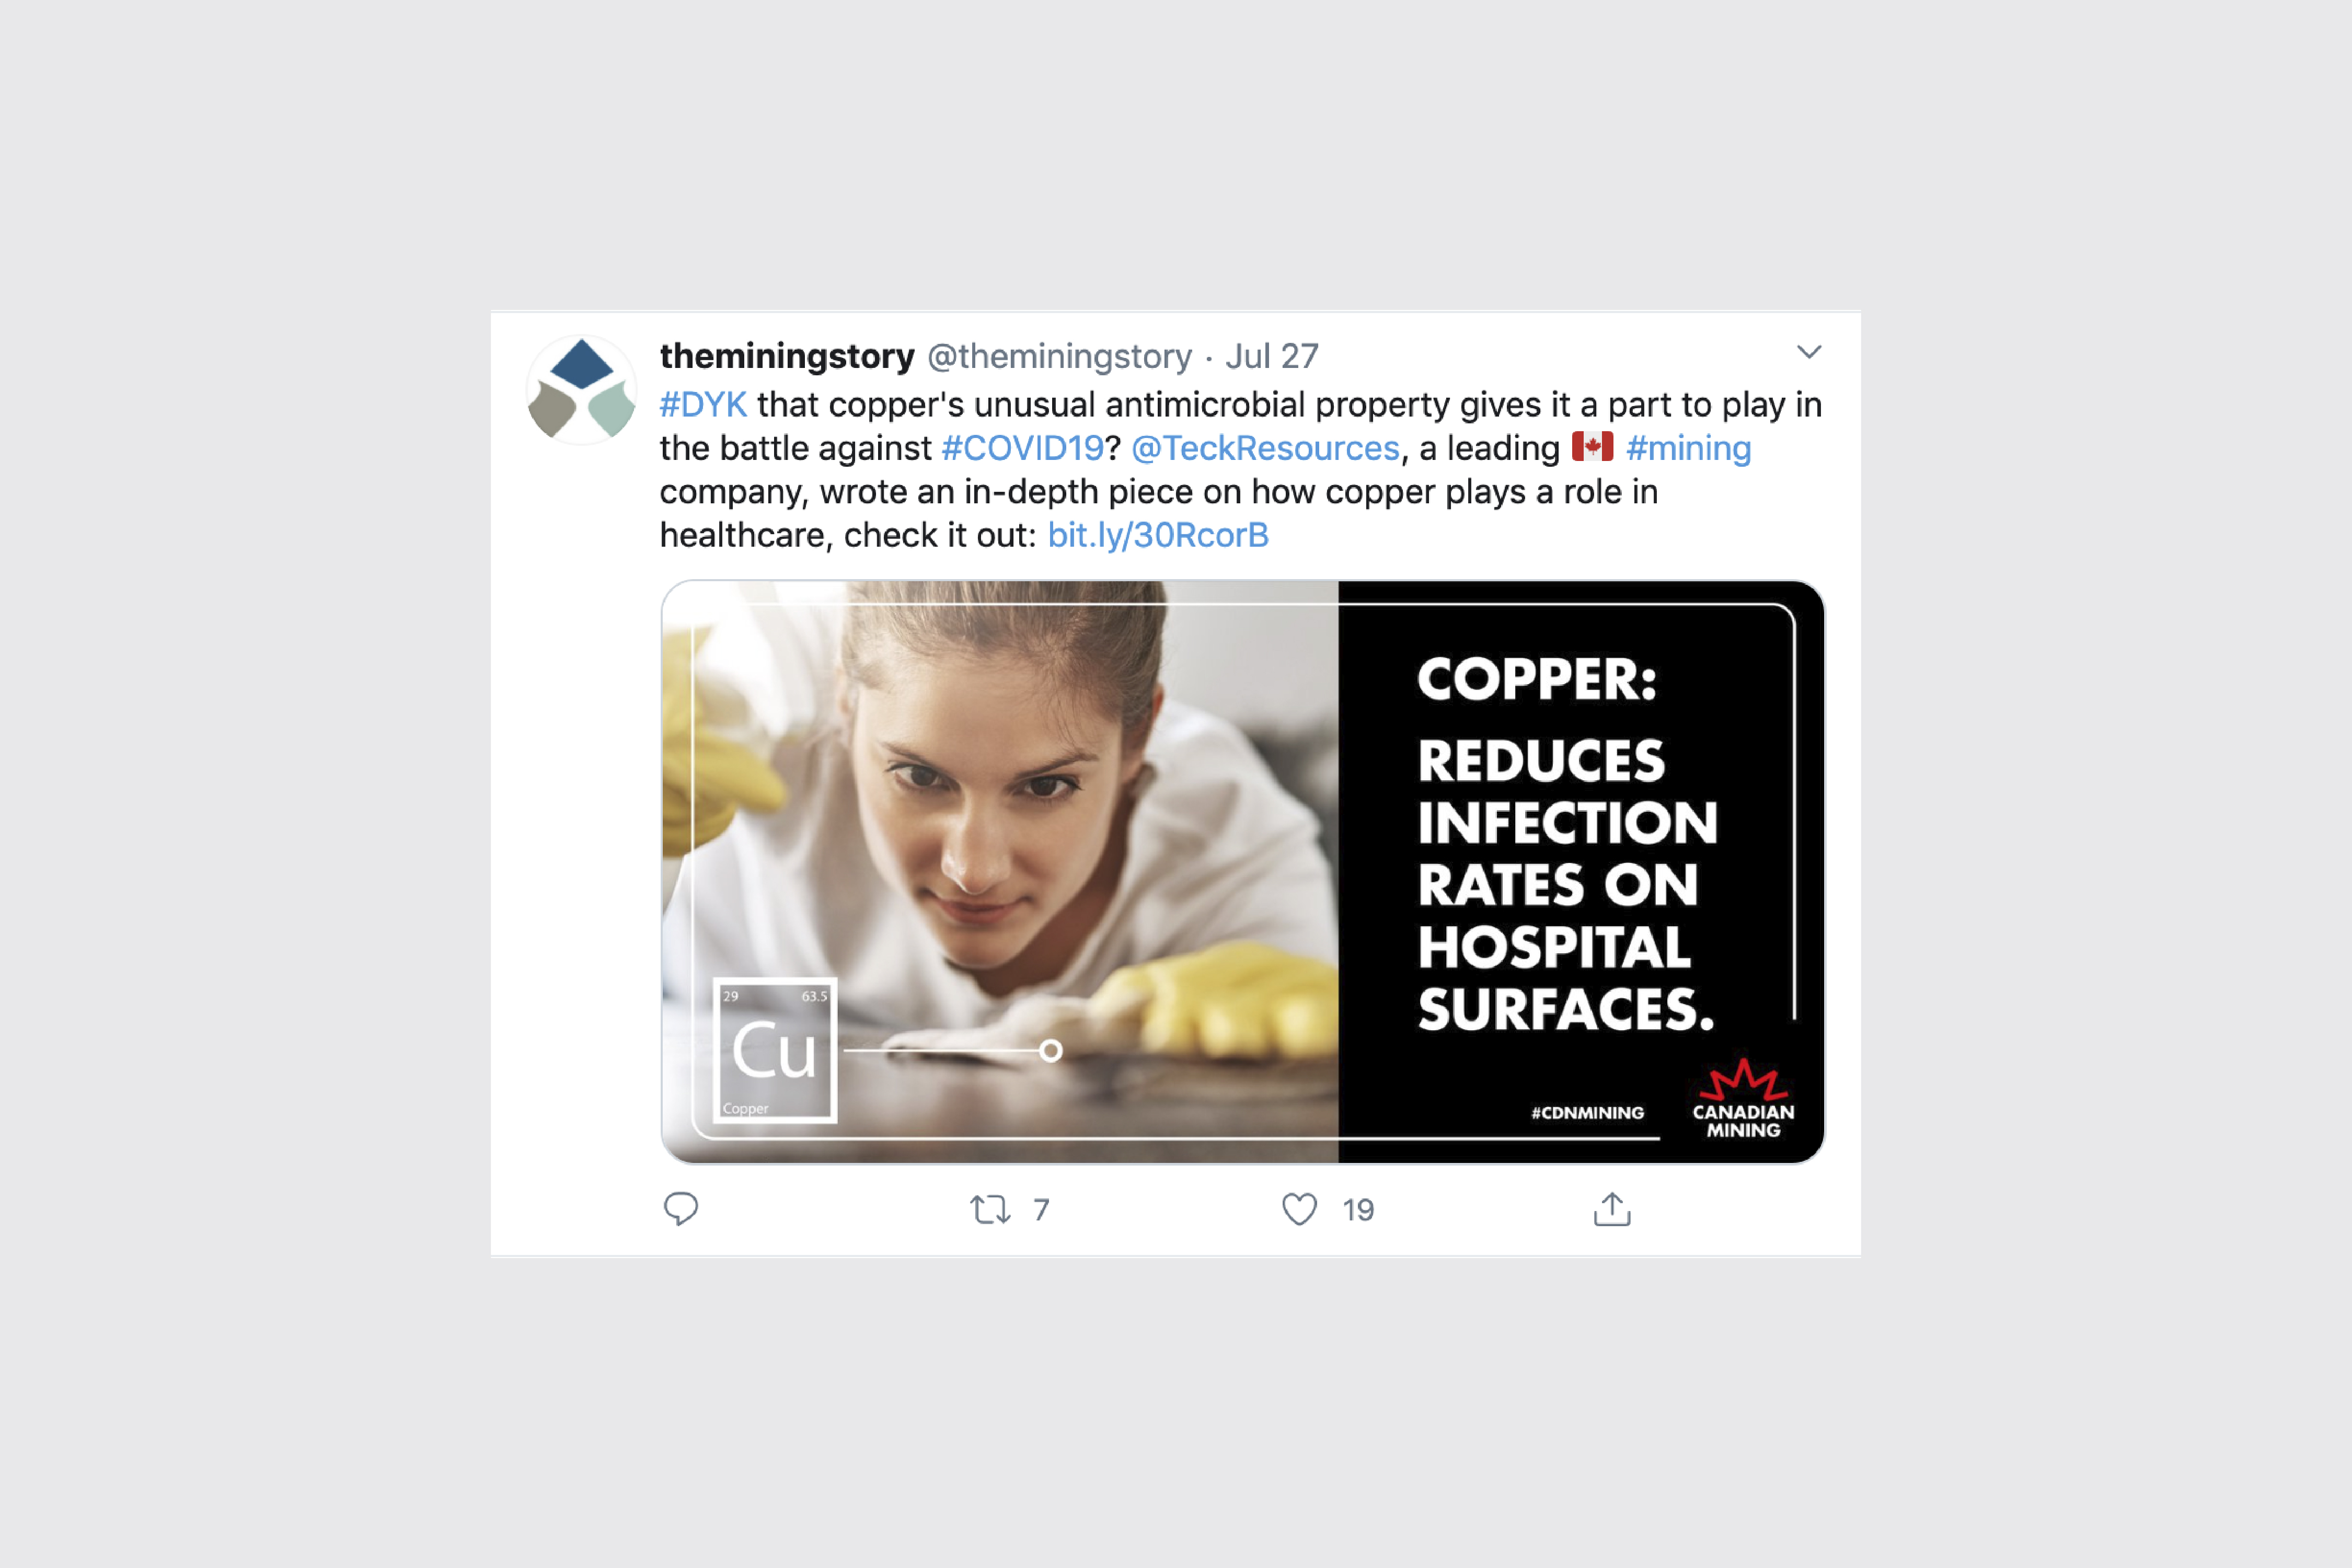 theminingstory @theminingstory · Jul 27
#DYK that copper's unusual antimicrobial property gives it a part to play in
the battle against #COVID19? @TeckResources, a leading 🇨🇦 #mining
company, wrote an in-depth piece on how copper plays a role in
healthcare, check it out: bit.ly/30RcorB
COPPER:
REDUCES
INFECTION
RATES ON
HOSPITAL
SURFACES.
29 63.5
Cu
Copper
#CDNMINING
CANADIAN
MINING
7 19